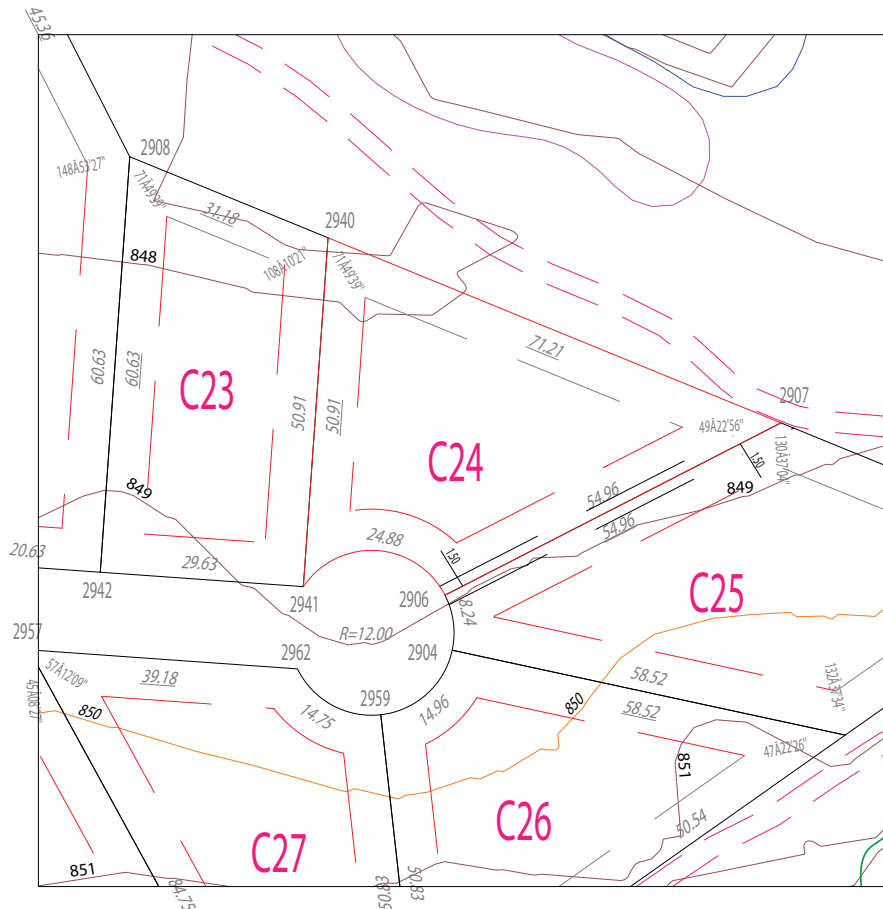 45.36
2908
148Â53'27"
71Â49'39"
31.18
2940
848
108Â10'21"
71Â49'39"
71.21
2907
60.63
60.63
C23
50.91
50.91
49Â22'56"
130Â37'04"
1.50
C24
849
54.96
849
54.96
24.88
1.50
20.63
29.63
2942
2941
2906
8.24
C25
2957
R=12.00
2904
2962
57Â12'09"
39.18
58.52
132Â37'34"
45Â08'27"
2959
58.52
850
14.75
14.96
850
47Â22'26"
851
50.54
C26
C27
851
84.75
50.83
50.83